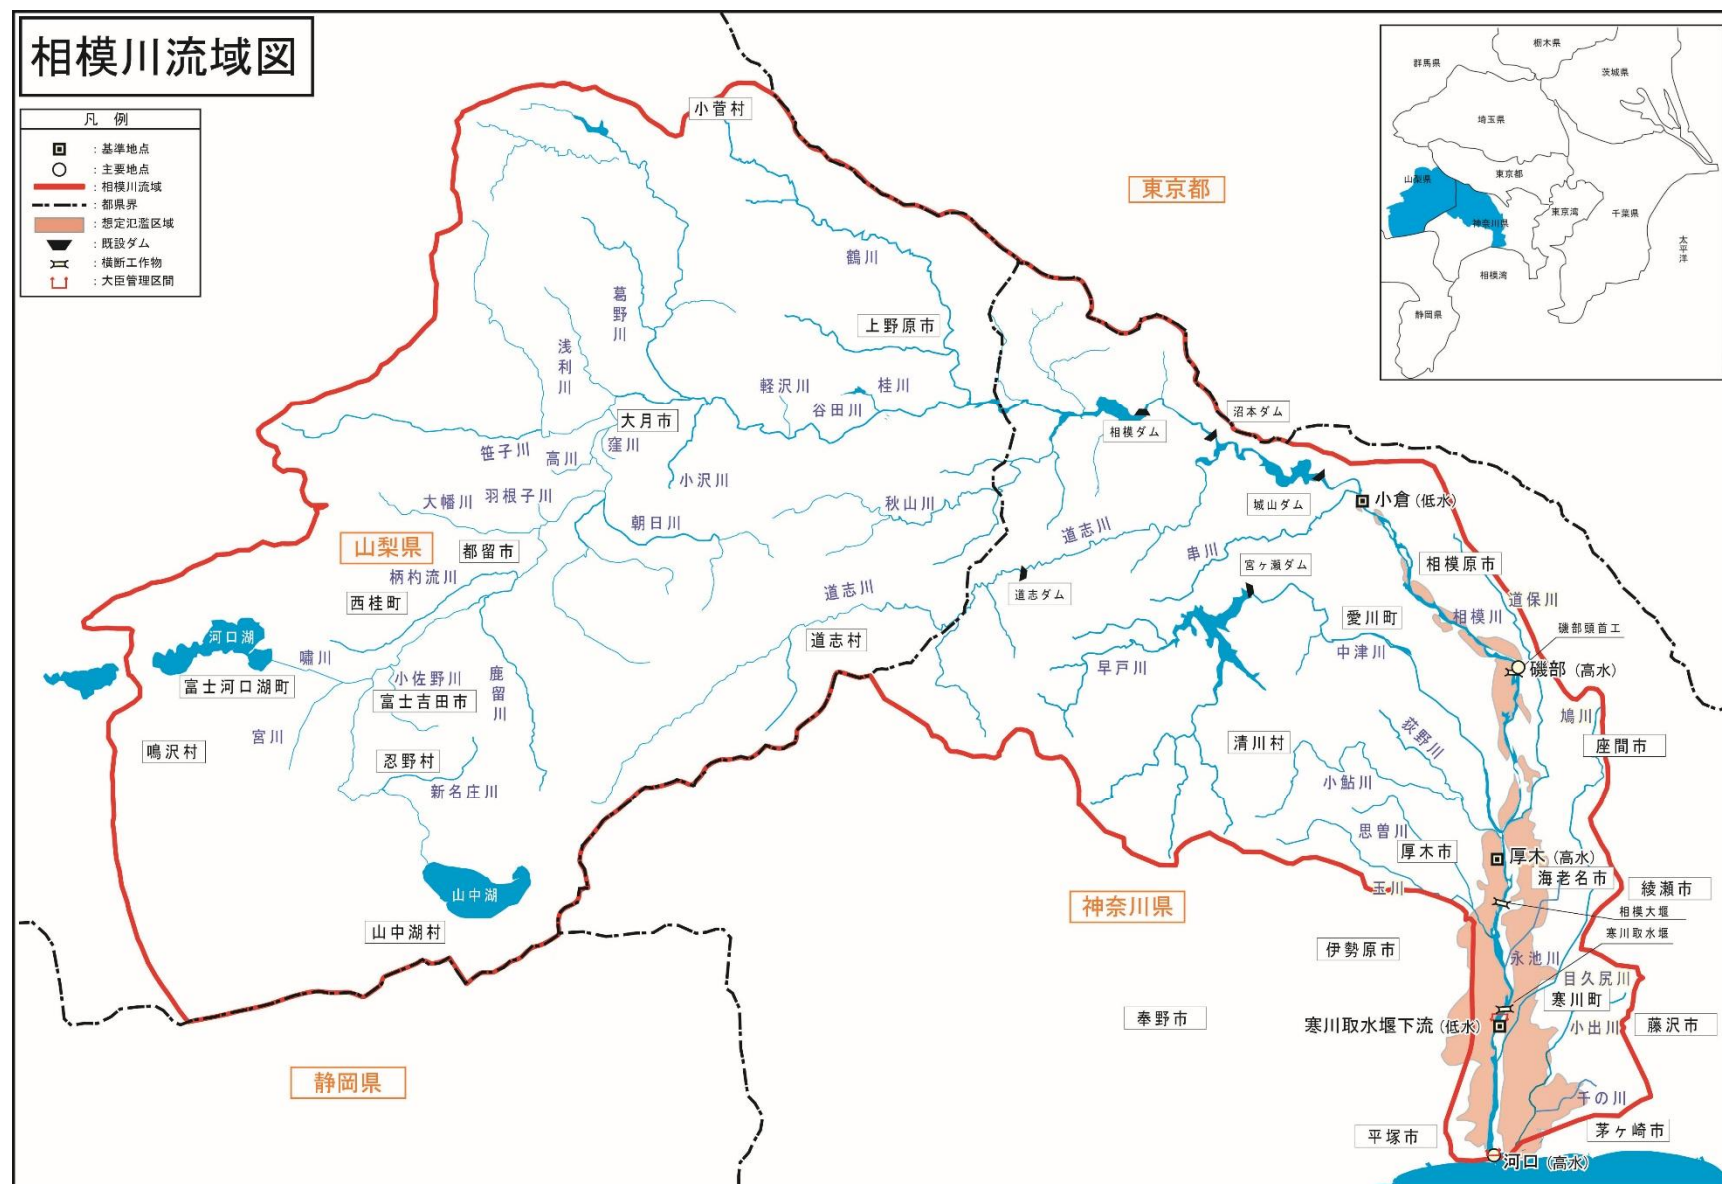 相模川流域図
凡 例
：基準地点
：主要地点
：相模川流域
：都県界
：想定氾濫区域
：既設ダム
：横断工作物
：大臣管理区間
栃木県
群馬県
茨城県
埼玉県
山梨県
東京都
東京湾
千葉県
神奈川県
太平洋
相模湾
静岡県
小菅村
東京都
鶴川
葛野川
上野原市
浅利川
軽沢川
桂川
谷田川
大月市
沼本ダム
相模ダム
笹子川
高川
窪川
小沢川
大幡川
羽根子川
秋山川
城山ダム
小倉 (低水)
朝日川
道志川
山梨県
都留市
串川
宮ヶ瀬ダム
相模原市
柄杓流川
西桂町
道志川
道志ダム
愛川町
相模川
道保川
磯部頭首工
河口湖
嘯川
道志村
早戸川
中津川
磯部 (高水)
富士河口湖町
小佐野川
富士吉田市
鹿留川
宮川
鳴沢村
忍野村
新名庄川
清川村
荻野川
鳩川
座間市
小鮎川
恩曽川
厚木市
厚木 (高水)
海老名市
綾瀬市
山中湖
玉川
神奈川県
相模大堰
寒川取水堰
山中湖村
伊勢原市
永池川
目久尻川
寒川町
奉野市
寒川取水堰下流 (低水)
小出川
藤沢市
静岡県
千の川
平塚市
茅ヶ崎市
河口 (高水)